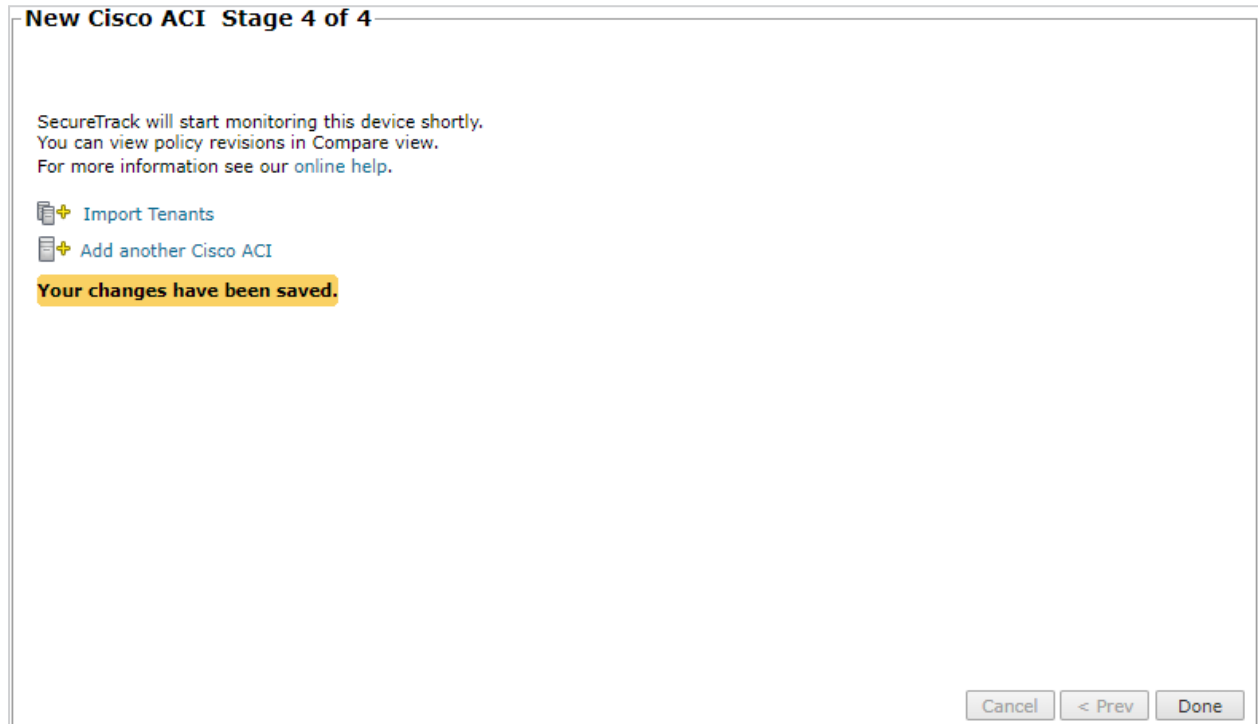 New Cisco ACI Stage 4 of 4
SecureTrack will start monitoring this device shortly.
You can view policy revisions in Compare view.
For more information see our online help.
Import Tenants
Add another Cisco ACI
Your changes have been saved.
Cancel < Prev Done